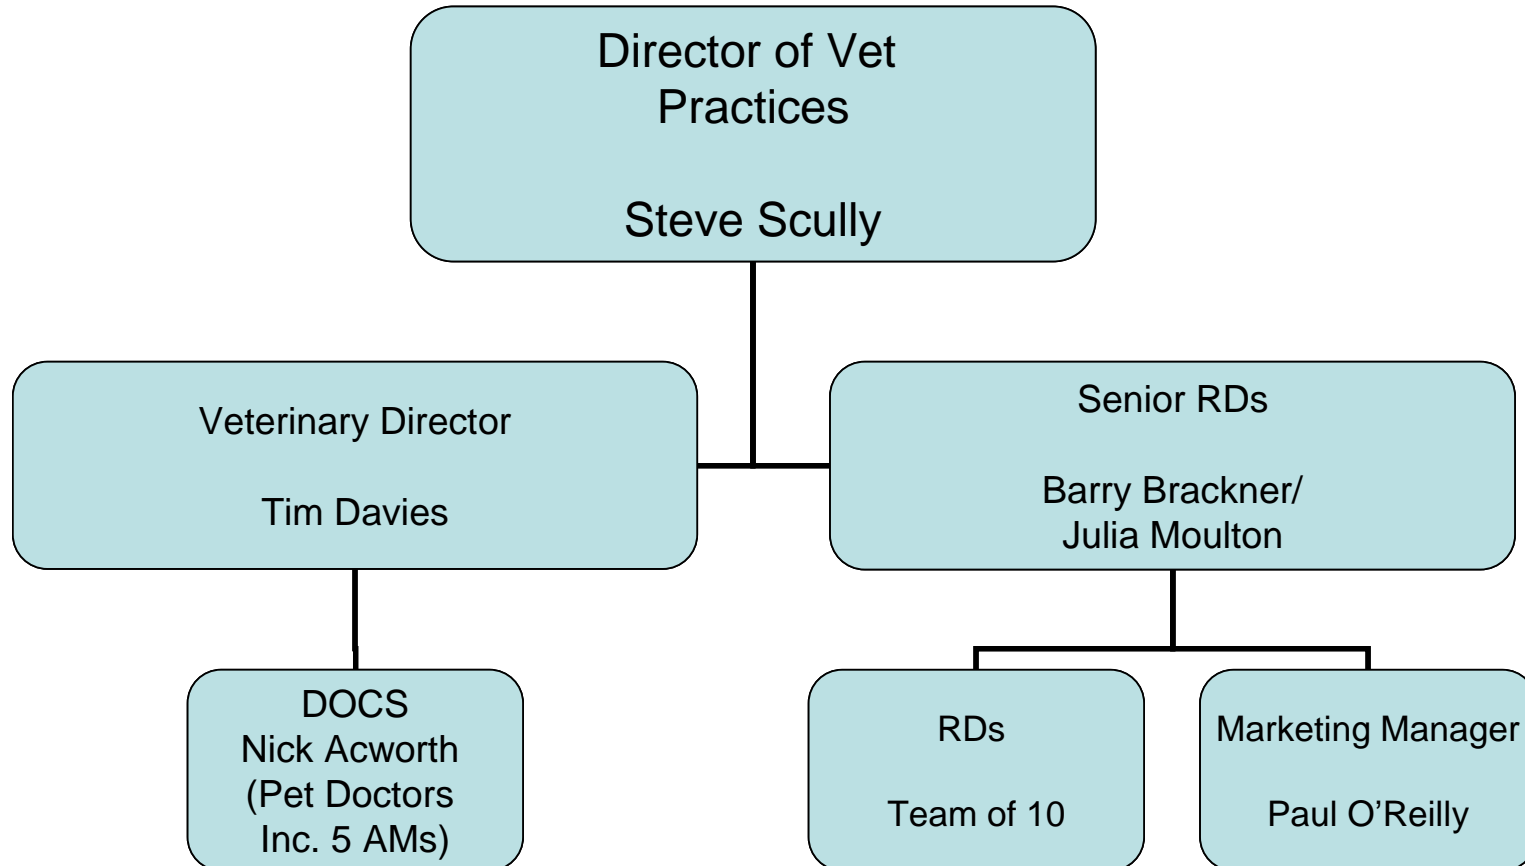 Director of Vet
Practices
Steve Scully
Veterinary Director
Tim Davies
Senior RDs
Barry Brackner/
Julia Moulton
DOCS
Nick Acworth
(Pet Doctors
Inc. 5 AMs)
RDs
Team of 10
Marketing Manager
Paul O’Reilly